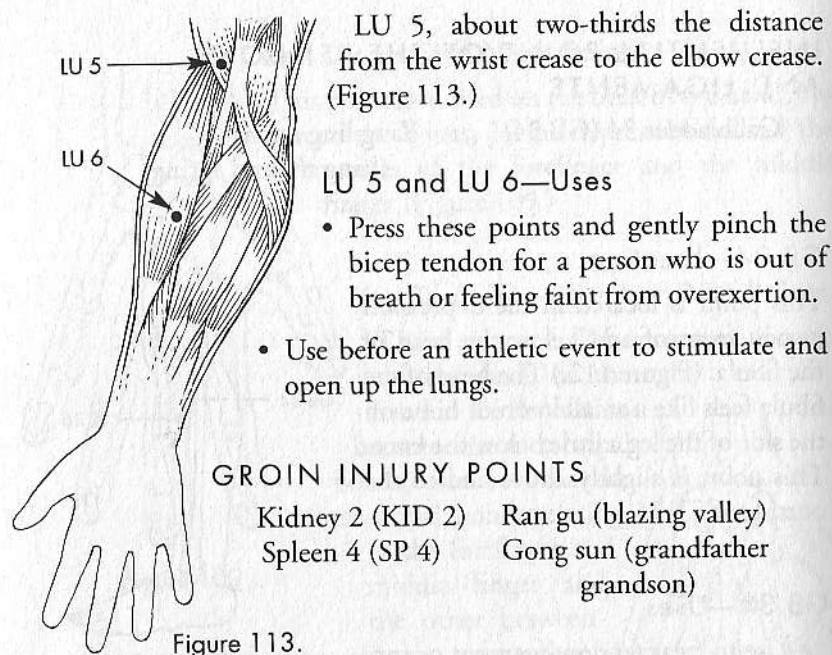 LU 5, about two-thirds the distance
from the wrist crease to the elbow crease.
(Figure 113.)
LU 5
LU 6
LU 5 and LU 6—Uses
• Press these points and gently pinch the
bicep tendon for a person who is out of
breath or feeling faint from overexertion.
• Use before an athletic event to stimulate and
open up the lungs.
GROIN INJURY POINTS
Kidney 2 (KID 2) Ran gu (blazing valley)
Spleen 4 (SP 4) Gong sun (grandfather
grandson)
Figure 113.